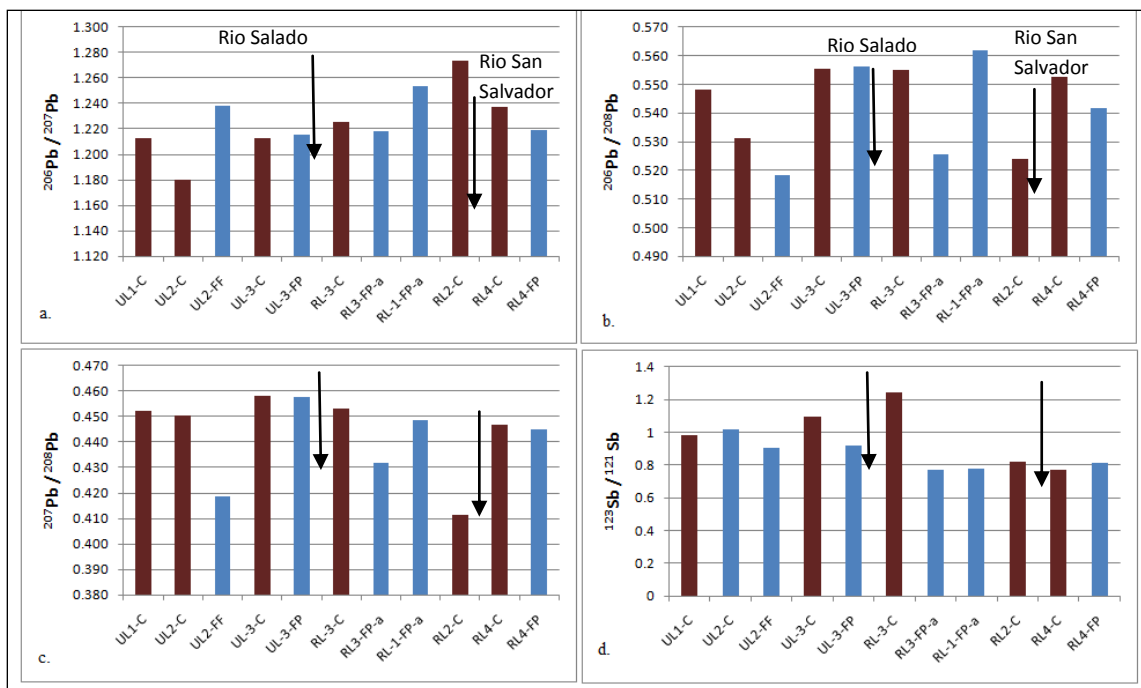 1.300
1.280
1.260
1.240
1.220
1.200
1.180
1.160
1.140
1.120
²⁰⁶Pb / ²⁰⁷Pb
Rio Salado
Rio San
Salvador
UL1-C
UL2-C
UL2-FF
UL-3-C
UL-3-FP
RL-3-C
RL3-FP-a
RL-1-FP-a
RL2-C
RL4-C
RL4-FP
a.
0.570
0.560
0.550
0.540
0.530
0.520
0.510
0.500
0.490
²⁰⁶Pb / ²⁰⁸Pb
Rio Salado
Rio San
Salvador
UL1-C
UL2-C
UL2-FF
UL-3-C
UL-3-FP
RL-3-C
RL3-FP-a
RL-1-FP-a
RL2-C
RL4-C
RL4-FP
b.
0.470
0.460
0.450
0.440
0.430
0.420
0.410
0.400
0.390
0.380
²⁰⁷Pb / ²⁰⁸Pb
UL1-C
UL2-C
UL2-FF
UL-3-C
UL-3-FP
RL-3-C
RL3-FP-a
RL-1-FP-a
RL2-C
RL4-C
RL4-FP
c.
1.4
1.2
1
0.8
0.6
0.4
0.2
0
¹²³Sb / ¹²¹ Sb
UL1-C
UL2-C
UL2-FF
UL-3-C
UL-3-FP
RL-3-C
RL3-FP-a
RL-1-FP-a
RL2-C
RL4-C
RL4-FP
d.